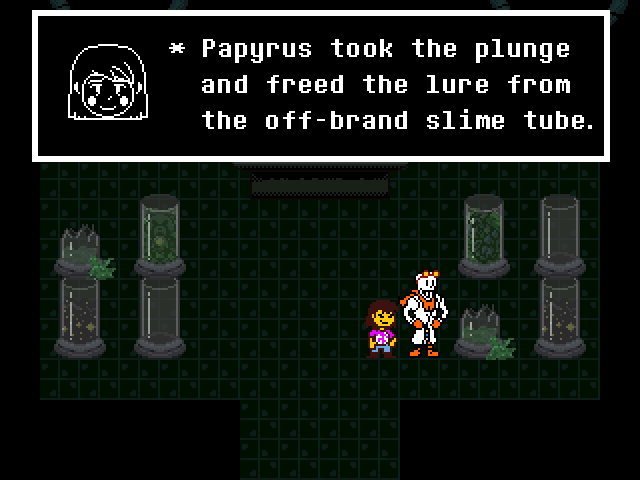 * Papyrus took the plunge
and freed the lure from
the off-brand slime tube.